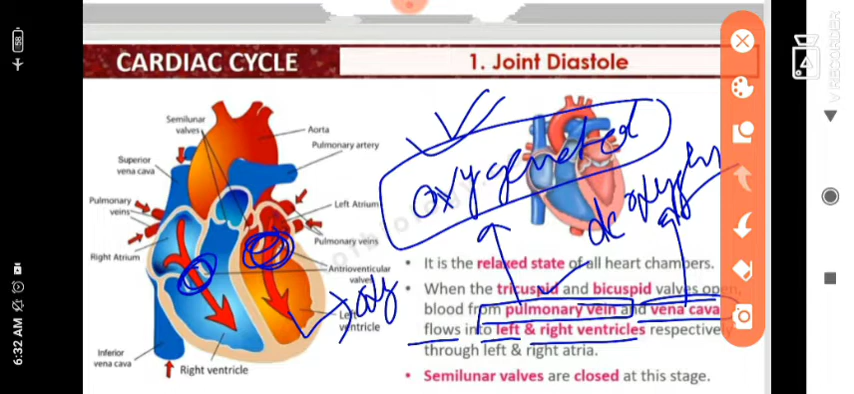 58
6:32 AM
V RECORDER
CARDIAC CYCLE
1. Joint Diastole
Semilunar
valves
Aorta
Pulmonary artery
Superior
vena cava
Pulmonary
veins
Left Atrium
Pulmonary veins
Right Atrium
Antrioventicular
valves
Left
ventricle
Inferior
vena cava
Right ventricle
oxygenated
deoxygen
oxy
• It is the relaxed state of all heart chambers.
• When the tricuspid and bicuspid valves open,
blood from pulmonary vein and vena cava
flows into left & right ventricles respectively
through left & right atria.
• Semilunar valves are closed at this stage.